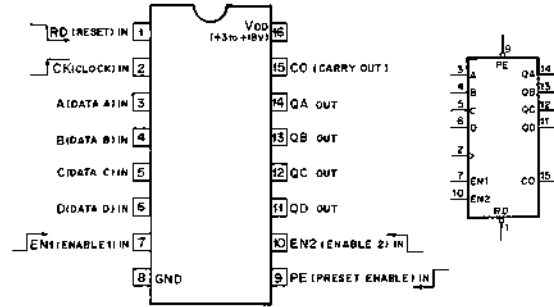 RD (RESET) IN 1
CK(CLOCK) IN 2
A(DATA A) IN 3
B(DATA B) IN 4
C(DATA C) IN 5
D(DATA D) IN 6
EN1(ENABLE1) IN 7
8 GND
VDD 16
(+3 to +18V)
15 CO (CARRY OUT)
14 QA OUT
13 QB OUT
12 QC OUT
11 QD OUT
10 EN2 (ENABLE 2) IN
9 PE (PRESET ENABLE) IN
9
PE
3 A QA 14
4 B QB 13
5 C QC 12
6 D QD 11
2 >
7 EN1 CO 15
10 EN2
RD
1